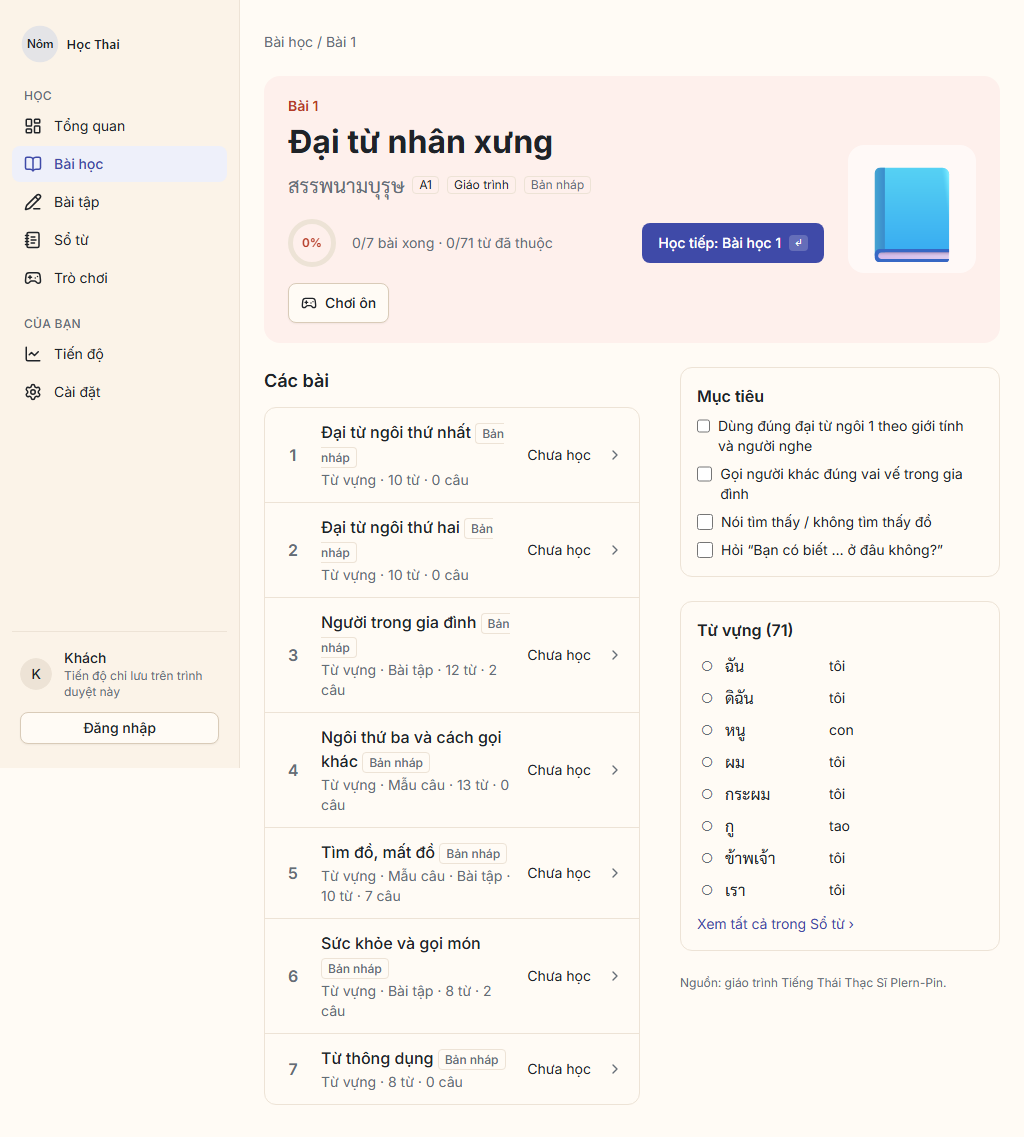 Nôm Học Thai
HỌC
Tổng quan
Bài học
Bài tập
Sổ từ
Trò chơi
CỦA BẠN
Tiến độ
Cài đặt
K
Khách
Tiến độ chỉ lưu trên trình
duyệt này
Đăng nhập
Bài học / Bài 1
Bài 1
Đại từ nhân xưng
สรรพนามบุรุษ A1 Giáo trình Bản nháp
0% 0/7 bài xong · 0/71 từ đã thuộc
Học tiếp: Bài học 1 ↵
Chơi ôn
Các bài
1
Đại từ ngôi thứ nhất Bản
nháp
Từ vựng · 10 từ · 0 câu
Chưa học
2
Đại từ ngôi thứ hai Bản
nháp
Từ vựng · 10 từ · 0 câu
Chưa học
3
Người trong gia đình Bản
nháp
Từ vựng · Bài tập · 12 từ · 2
câu
Chưa học
4
Ngôi thứ ba và cách gọi
khác Bản nháp
Từ vựng · Mẫu câu · 13 từ · 0
câu
Chưa học
5
Tìm đồ, mất đồ Bản nháp
Từ vựng · Mẫu câu · Bài tập ·
10 từ · 7 câu
Chưa học
6
Sức khỏe và gọi món
Bản nháp
Từ vựng · Bài tập · 8 từ · 2
câu
Chưa học
7
Từ thông dụng Bản nháp
Từ vựng · 8 từ · 0 câu
Chưa học
Mục tiêu
Dùng đúng đại từ ngôi 1 theo giới tính
và người nghe
Gọi người khác đúng vai vế trong gia
đình
Nói tìm thấy / không tìm thấy đồ
Hỏi “Bạn có biết … ở đâu không?”
Từ vựng (71)
ฉัน tôi
ดิฉัน tôi
หนู con
ผม tôi
กระผม tôi
กู tao
ข้าพเจ้า tôi
เรา tôi
Xem tất cả trong Sổ từ ›
Nguồn: giáo trình Tiếng Thái Thạc Sĩ Plern-Pin.